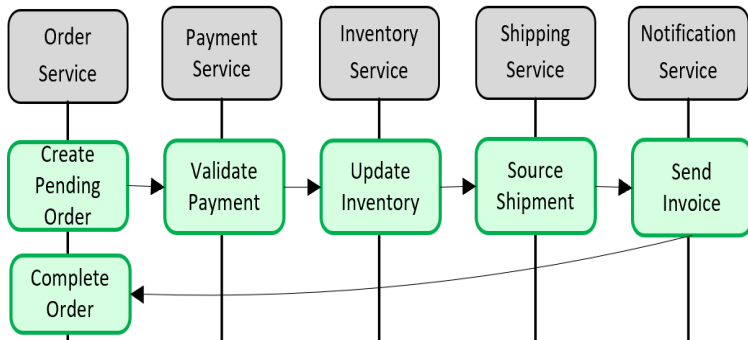 Order
Service
Payment
Service
Inventory
Service
Shipping
Service
Notification
Service
Create
Pending
Order
Validate
Payment
Update
Inventory
Source
Shipment
Send
Invoice
Complete
Order